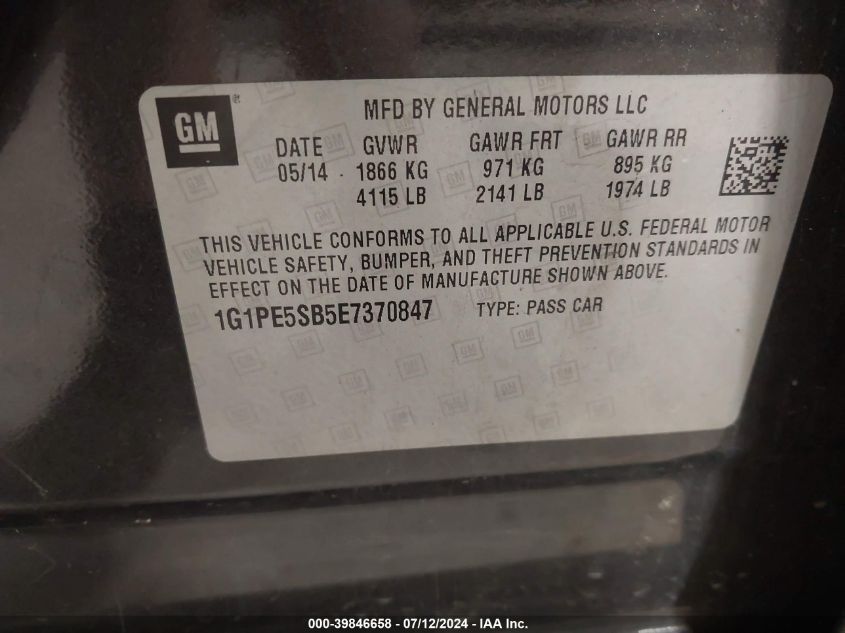 GM ®
MFD BY GENERAL MOTORS LLC
DATE GVWR GAWR FRT GAWR RR
05/14 1866 KG 971 KG 895 KG
4115 LB 2141 LB 1974 LB
THIS VEHICLE CONFORMS TO ALL APPLICABLE U.S. FEDERAL MOTOR
VEHICLE SAFETY, BUMPER, AND THEFT PREVENTION STANDARDS IN
EFFECT ON THE DATE OF MANUFACTURE SHOWN ABOVE.
1G1PE5SB5E7370847 TYPE: PASS CAR
000-39846658 - 07/12/2024 - IAA Inc.